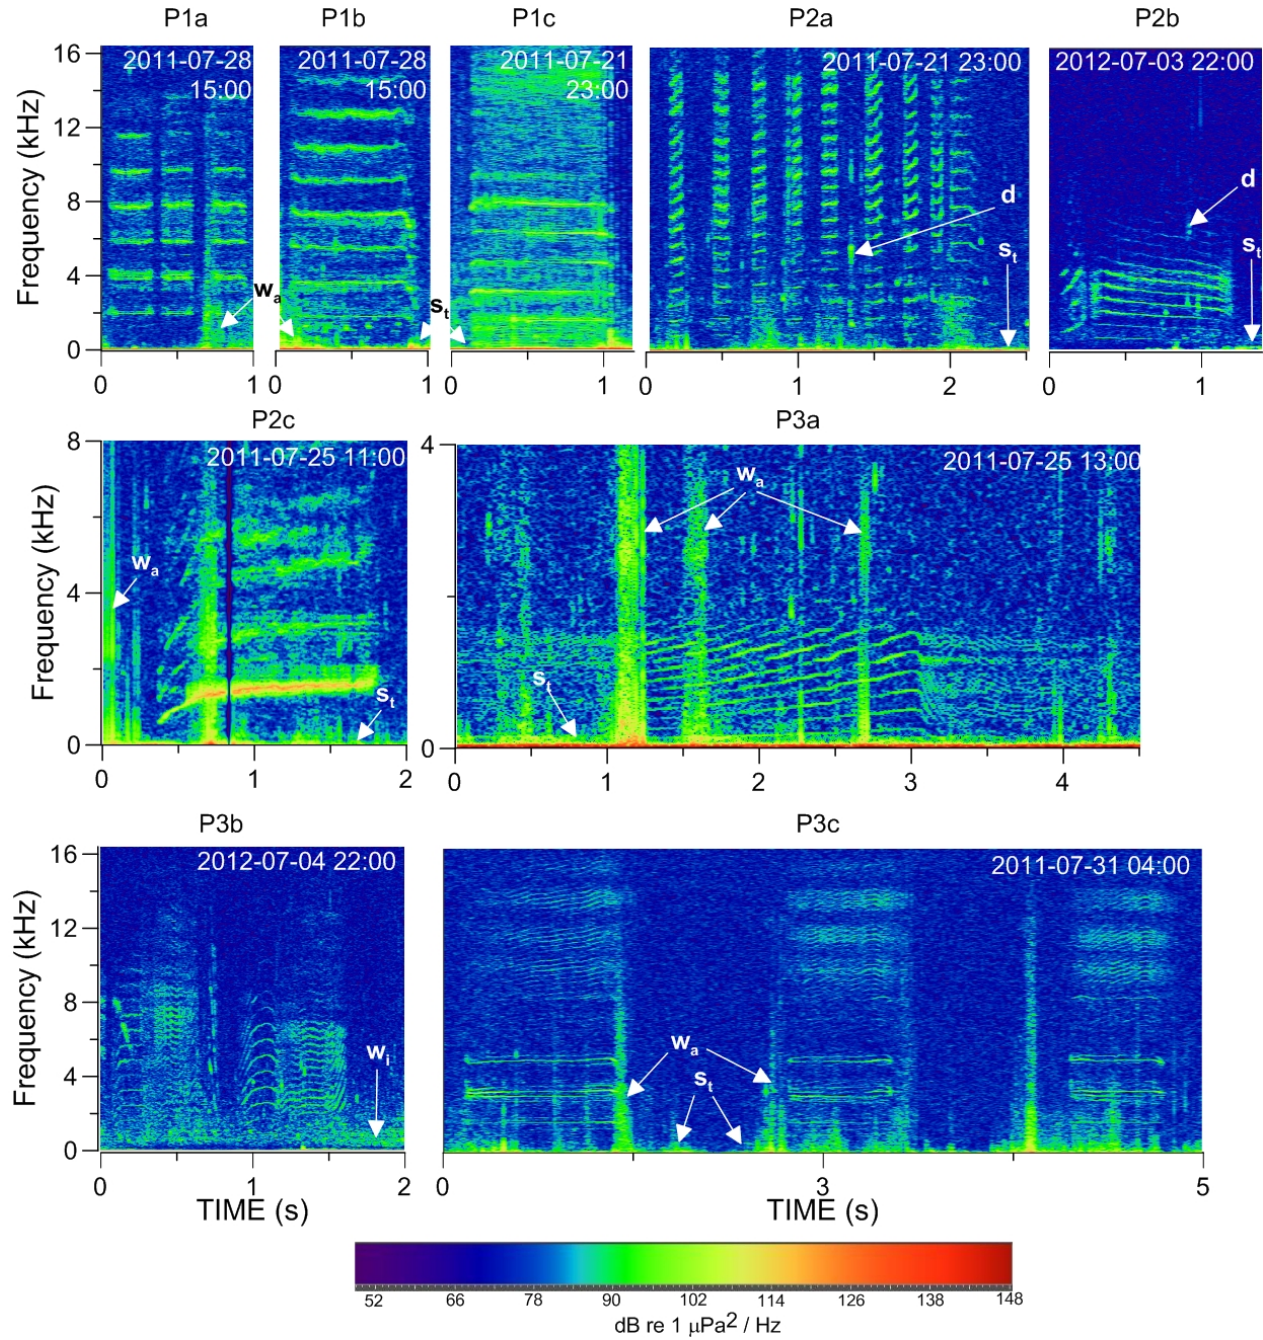 P1a P1b P1c P2a P2b
Frequency (kHz)
16
12
8
4
0
2011-07-28
15:00
2011-07-28
15:00
2011-07-21
23:00
2011-07-21 23:00
2012-07-03 22:00
wa
st
d
st
d
st
0 1 0 1 0 1 0 1 2 0 1
P2c P3a
Frequency (kHz)
8
4
0
2011-07-25 11:00
wa
st
0 1 2
4
0
2011-07-25 13:00
wa
st
0 1 2 3 4
P3b P3c
Frequency (kHz)
16
12
8
4
0
2012-07-04 22:00
wi
2011-07-31 04:00
wa
st
0 1 2 0 3 5
TIME (s) TIME (s)
52 66 78 90 102 114 126 138 148
dB re 1 μPa2 / Hz